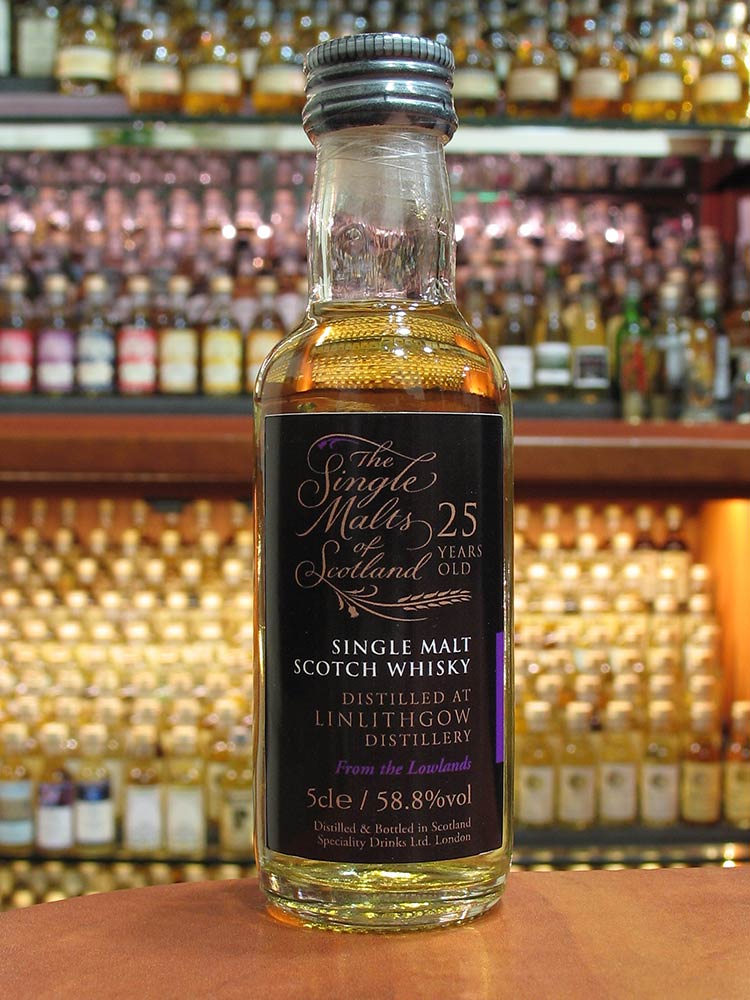 The
Single
Malts
of
Scotland
25
YEARS
OLD
SINGLE MALT
SCOTCH WHISKY
DISTILLED AT
LINLITHGOW
DISTILLERY
From the Lowlands
5cle / 58.8%vol
Distilled & Bottled in Scotland
Speciality Drinks Ltd. London